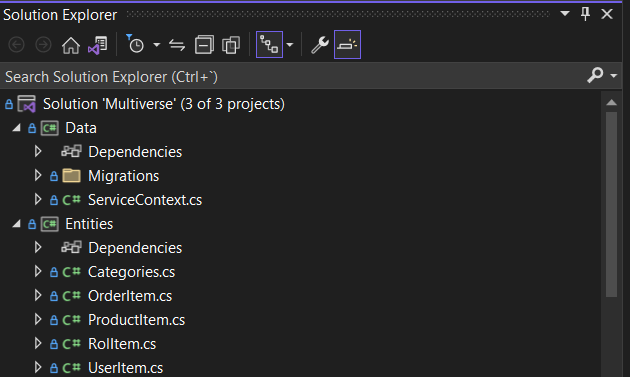 Solution Explorer
Search Solution Explorer (Ctrl+`)
Solution 'Multiverse' (3 of 3 projects)
C# Data
Dependencies
Migrations
C# ServiceContext.cs
C# Entities
Dependencies
C# Categories.cs
C# OrderItem.cs
C# ProductItem.cs
C# RolItem.cs
C# UserItem.cs